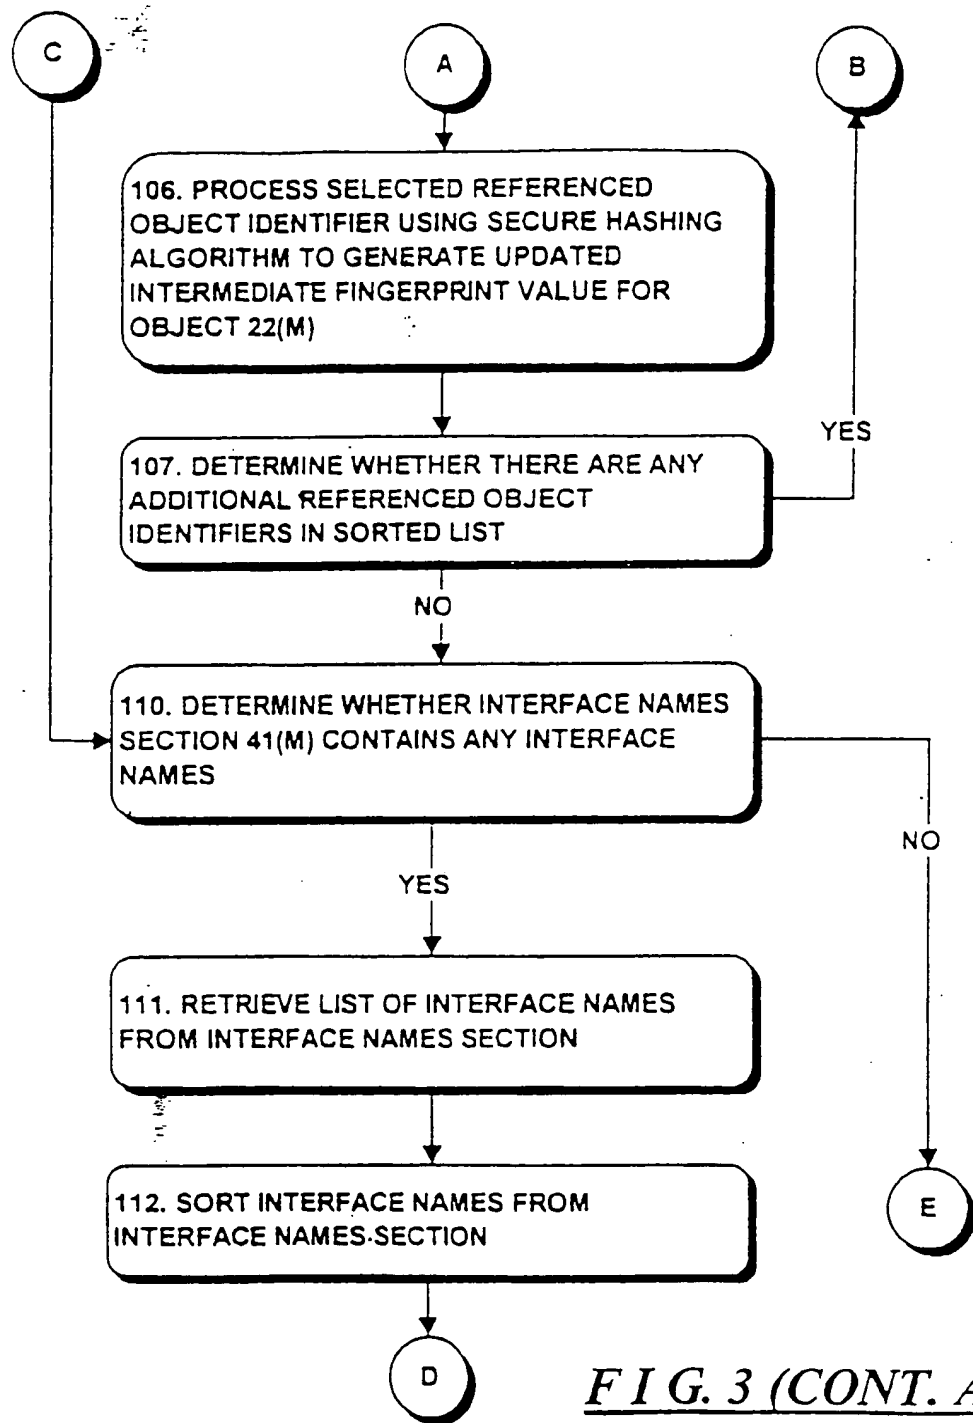 C
A
B
106. PROCESS SELECTED REFERENCED
OBJECT IDENTIFIER USING SECURE HASHING
ALGORITHM TO GENERATE UPDATED
INTERMEDIATE FINGERPRINT VALUE FOR
OBJECT 22(M)
YES
107. DETERMINE WHETHER THERE ARE ANY
ADDITIONAL REFERENCED OBJECT
IDENTIFIERS IN SORTED LIST
NO
110. DETERMINE WHETHER INTERFACE NAMES
SECTION 41(M) CONTAINS ANY INTERFACE
NAMES
NO
YES
111. RETRIEVE LIST OF INTERFACE NAMES
FROM INTERFACE NAMES SECTION
112. SORT INTERFACE NAMES FROM
INTERFACE NAMES SECTION
E
D
FIG. 3 (CONT. A